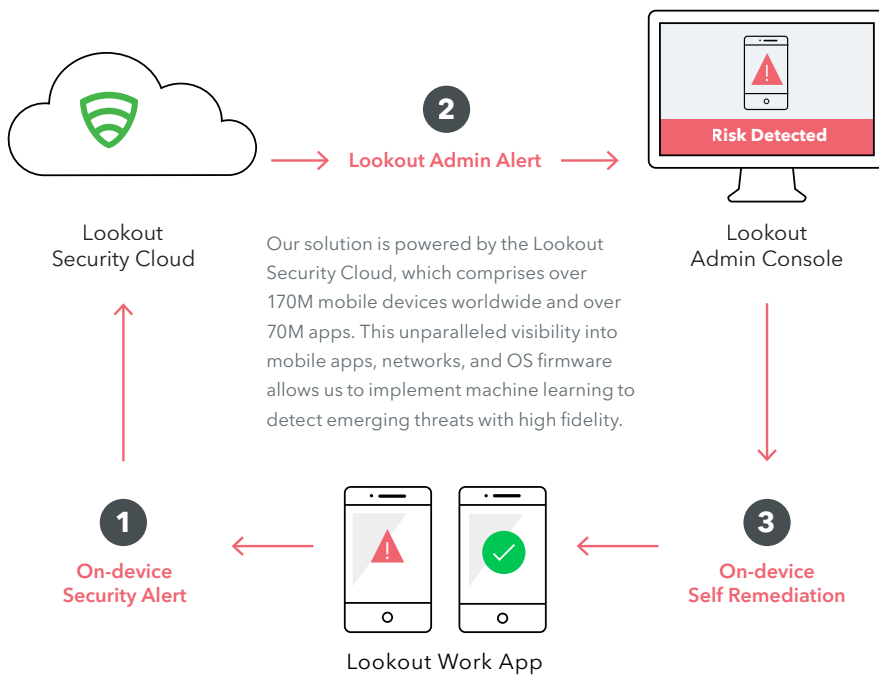 2
Lookout Admin Alert
Risk Detected
Lookout
Security Cloud
Lookout
Admin Console
Our solution is powered by the Lookout
Security Cloud, which comprises over
170M mobile devices worldwide and over
70M apps. This unparalleled visibility into
mobile apps, networks, and OS firmware
allows us to implement machine learning to
detect emerging threats with high fidelity.
1
On-device
Security Alert
3
On-device
Self Remediation
Lookout Work App